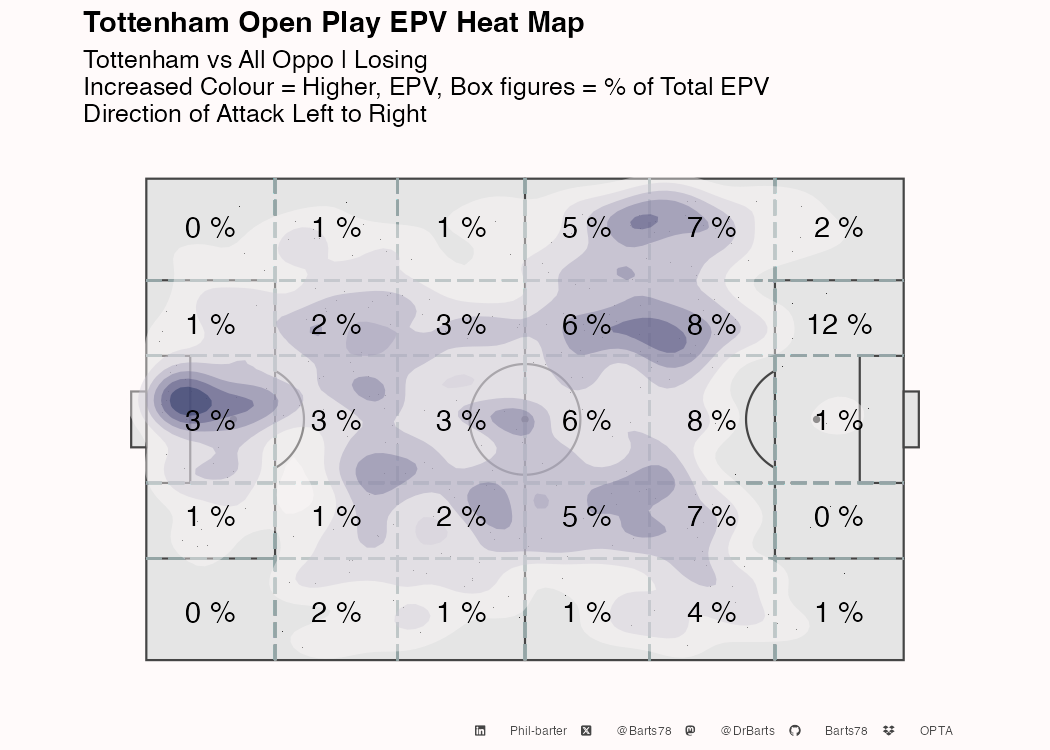 Tottenham Open Play EPV Heat Map
Tottenham vs All Oppo | Losing
Increased Colour = Higher, EPV, Box figures = % of Total EPV
Direction of Attack Left to Right
0 % 1 % 1 % 5 % 7 % 2 %
1 % 2 % 3 % 6 % 8 % 12 %
3 % 3 % 3 % 6 % 8 % 1 %
1 % 1 % 2 % 5 % 7 % 0 %
0 % 2 % 1 % 1 % 4 % 1 %
Phil-barter @Barts78 @DrBarts Barts78 OPTA